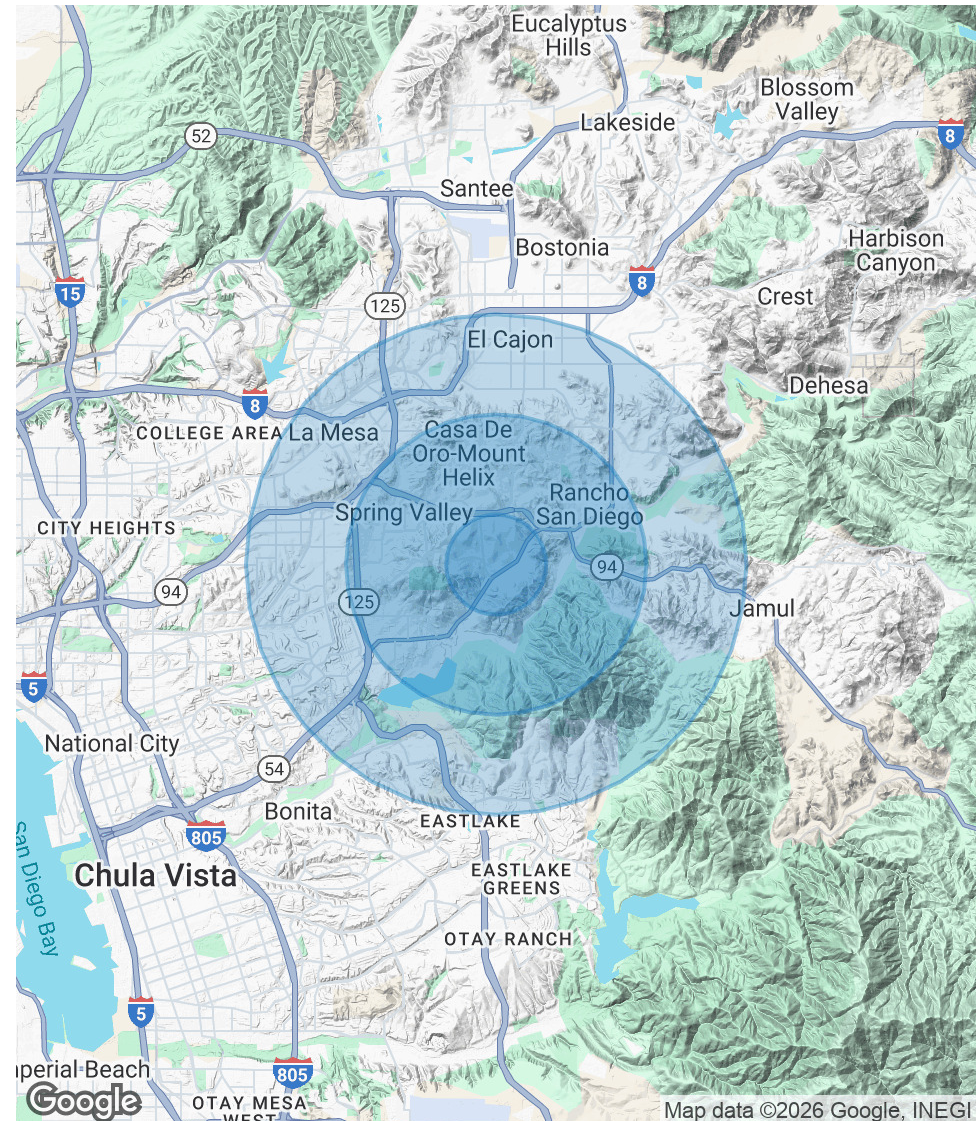 Eucalyptus
Hills
Blossom
Valley
Lakeside
52
8
Santee
Bostonia
Harbison
Canyon
8
15
Crest
125
El Cajon
Dehesa
8
COLLEGE AREA
La Mesa
Casa De
Oro-Mount
Helix
Rancho
San Diego
Spring Valley
CITY HEIGHTS
94
94
125
Jamul
5
National City
54
Bonita
EASTLAKE
805
San Diego Bay
Chula Vista
EASTLAKE
GREENS
OTAY RANCH
5
805
perial Beach
Google
OTAY MESA
WEST
Map data ©2026 Google, INEGI